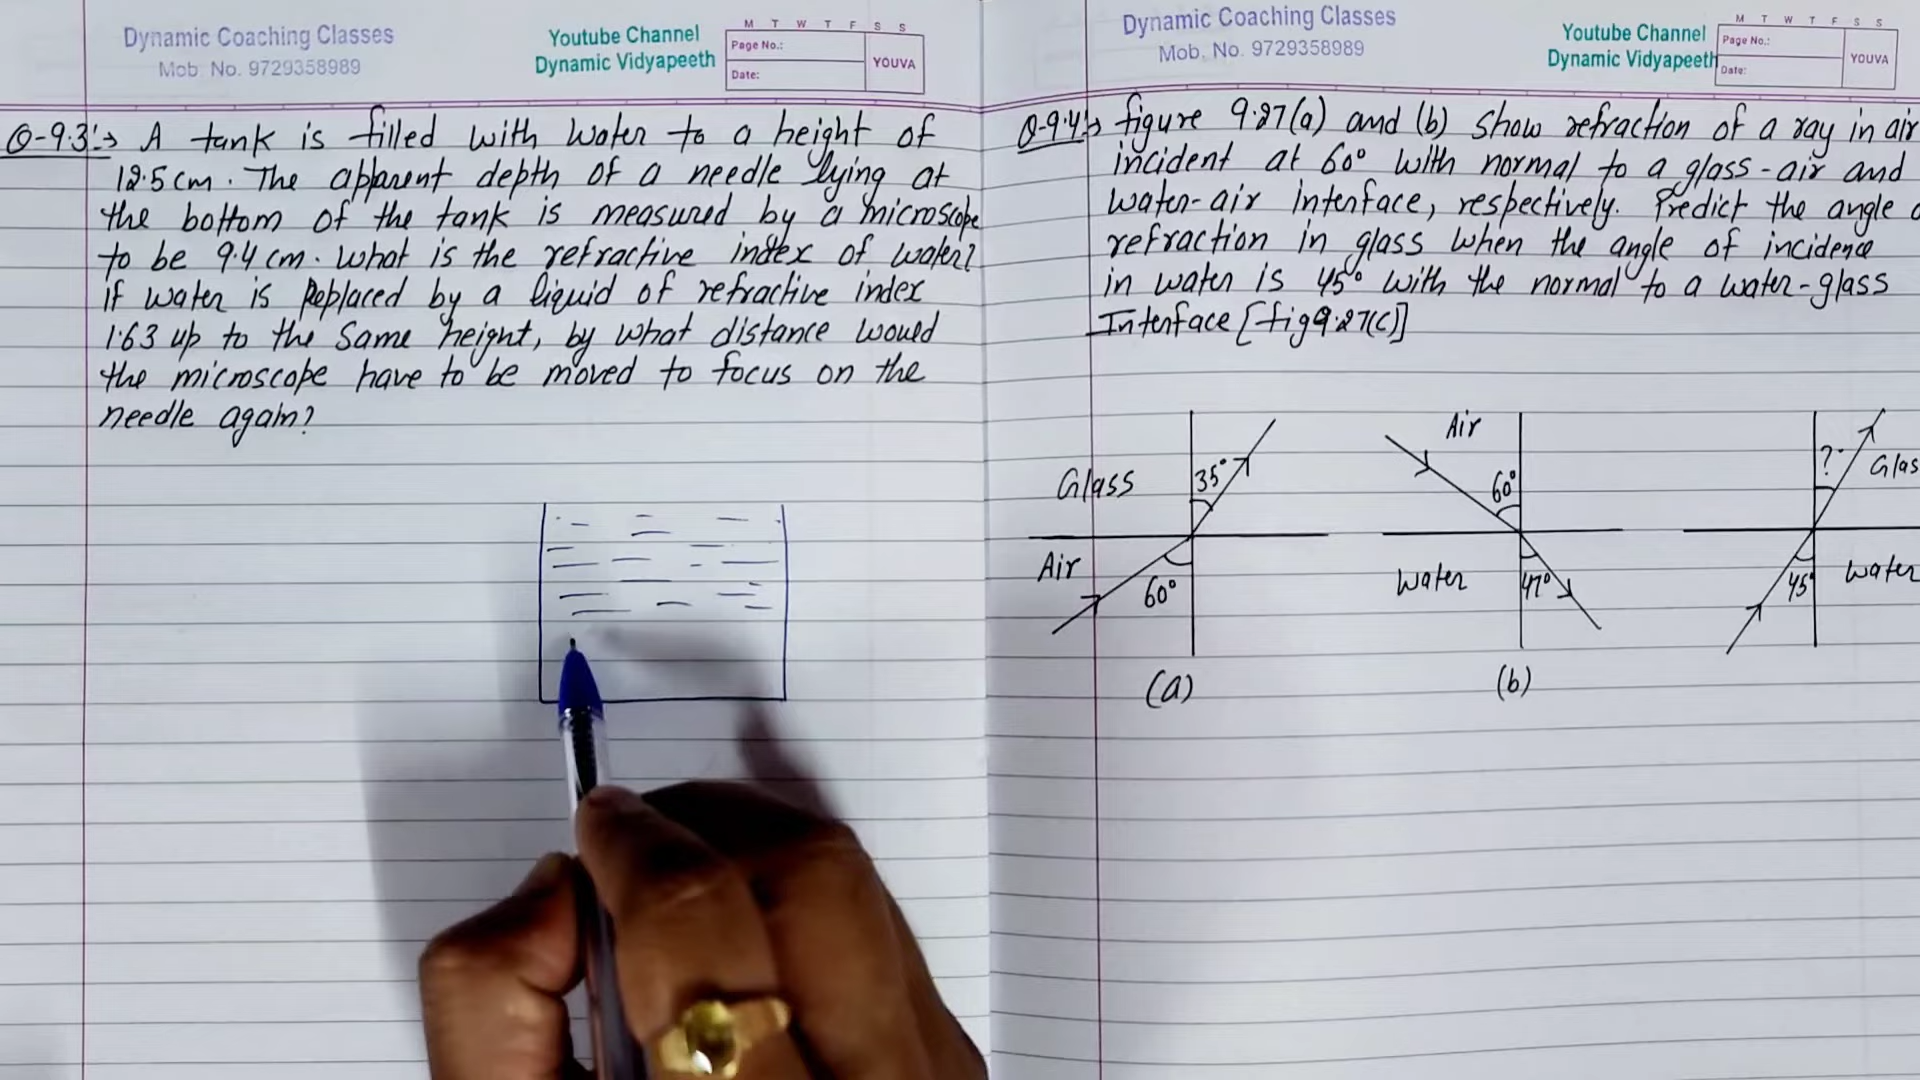 Dynamic Coaching Classes
Mob. No. 9729358989
Youtube Channel
Dynamic Vidyapeeth
M T W T F S S
Page No.:
Date:
YOUVA
Q-9.3:→ A tank is filled with water to a height of
12.5 cm. The apparent depth of a needle lying at
the bottom of the tank is measured by a microscope
to be 9.4 cm. What is the refractive index of water?
if water is Replaced by a liquid of refractive index
1.63 up to the same height, by what distance would
the microscope have to be moved to focus on the
needle again?
Dynamic Coaching Classes
Mob. No. 9729358989
Youtube Channel
Dynamic Vidyapeeth
M T W T F S S
Page No.:
Date:
YOUVA
Q-9.4:→ figure 9.27(a) and (b) Show refraction of a ray in air
incident at 60° with normal to a glass-air and
water-air interface, respectively. Predict the angle
refraction in glass when the angle of incidence
in water is 45° with the normal to a water-glass
Interface [fig 9.27(c)]
Glass
35°
Air
60°
(a)
Air
60°
Water
47°
(b)
?
Glas
45°
Water